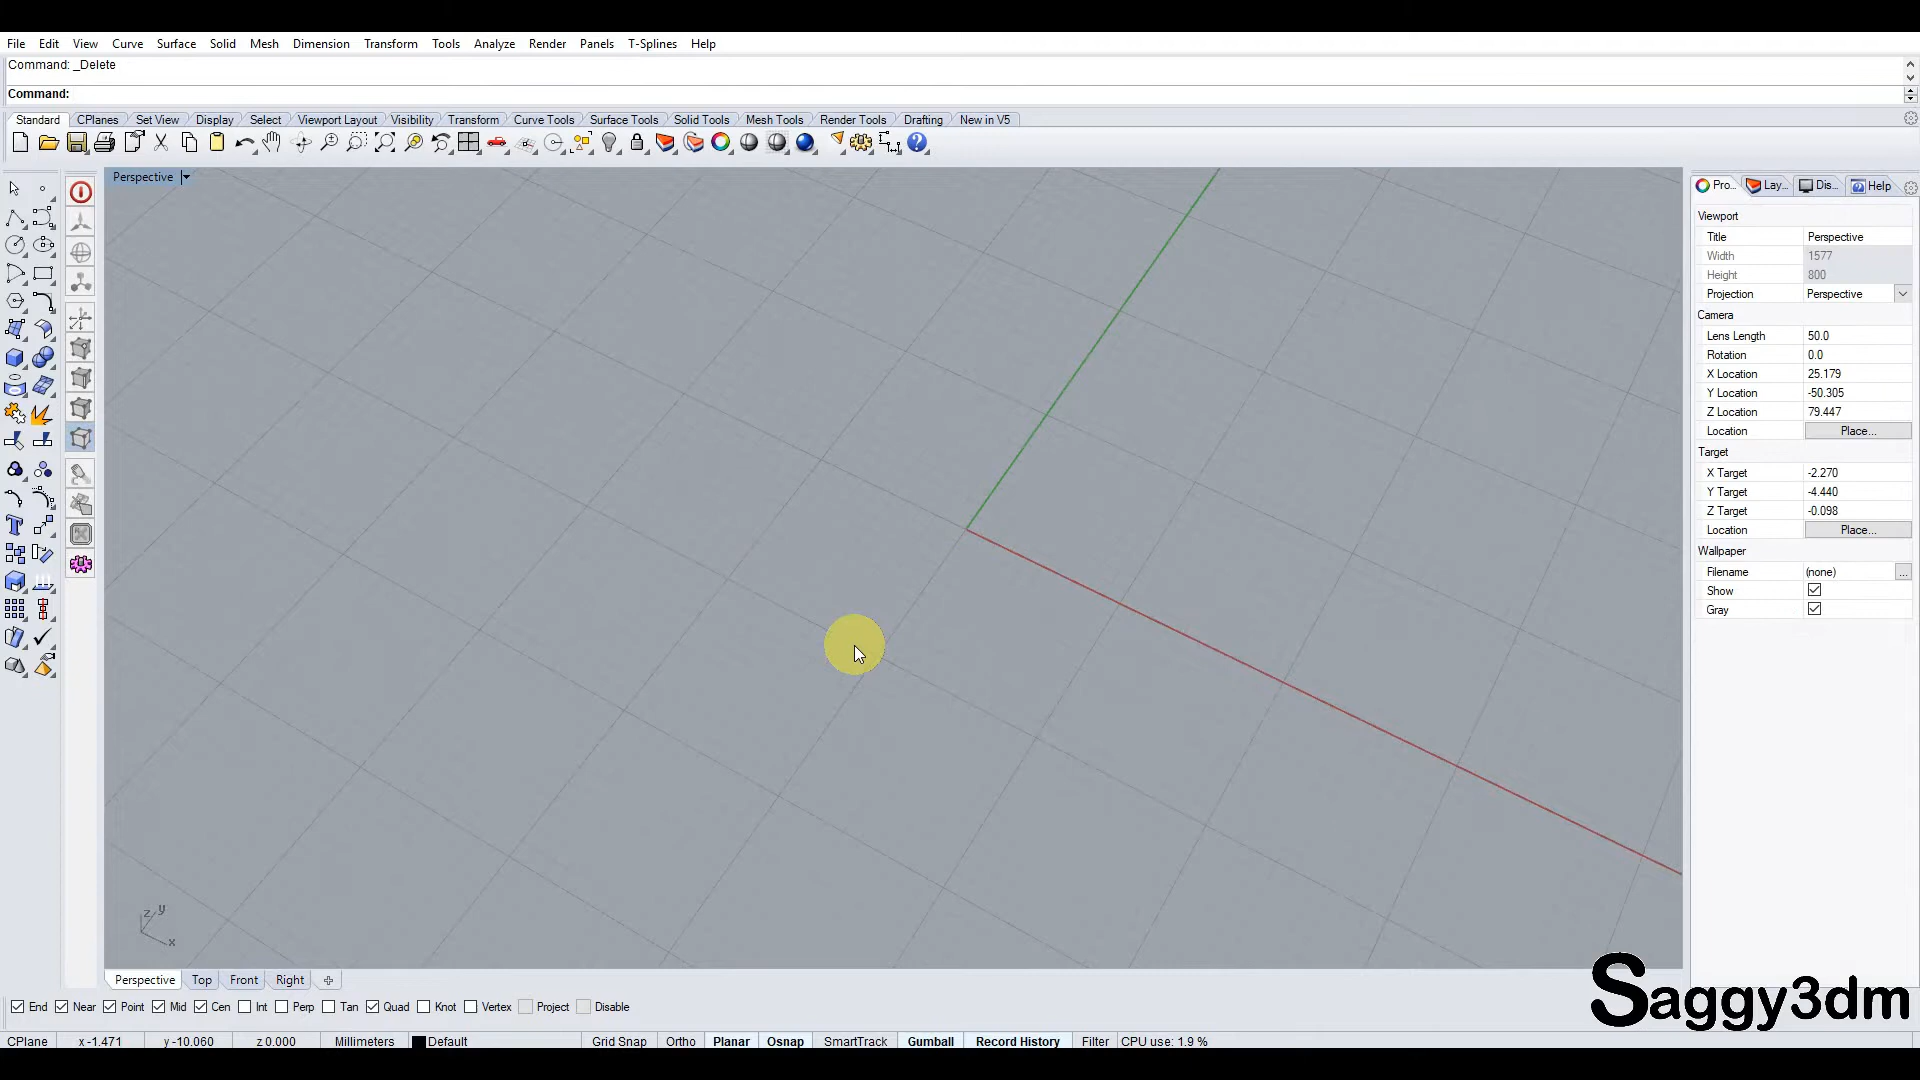 File Edit View Curve Surface Solid Mesh Dimension Transform Tools Analyze Render Panels T-Splines Help
Command: _Delete
Command:
Standard CPlanes Set View Display Select Viewport Layout Visibility Transform Curve Tools Surface Tools Solid Tools Mesh Tools Render Tools Drafting New in V5
Perspective
Pro... Lay... Dis... Help
Viewport
Title Perspective
Width 1577
Height 800
Projection Perspective
Camera
Lens Length 50.0
Rotation 0.0
X Location 25.179
Y Location -50.305
Z Location 79.447
Location Place...
Target
X Target -2.270
Y Target -4.440
Z Target -0.098
Location Place...
Wallpaper
Filename (none) ...
Show
Gray
z y
x
Perspective Top Front Right
End Near Point Mid Cen Int Perp Tan Quad Knot Vertex Project Disable
Saggy3dm
CPlane x -1.471 y -10.060 z 0.000 Millimeters Default Grid Snap Ortho Planar Osnap SmartTrack Gumball Record History Filter CPU use: 1.9 %